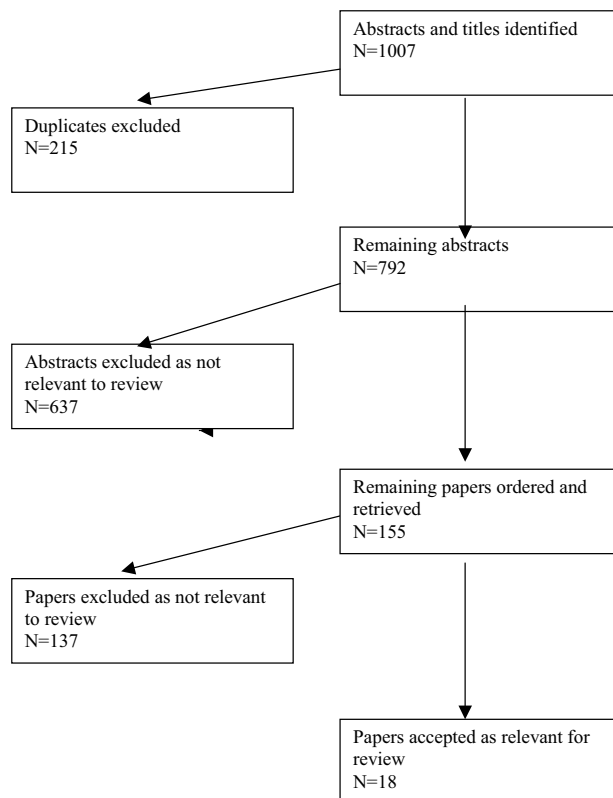 Abstracts and titles identified
N=1007
Duplicates excluded
N=215
Remaining abstracts
N=792
Abstracts excluded as not
relevant to review
N=637
Remaining papers ordered and
retrieved
N=155
Papers excluded as not relevant
to review
N=137
Papers accepted as relevant for
review
N=18